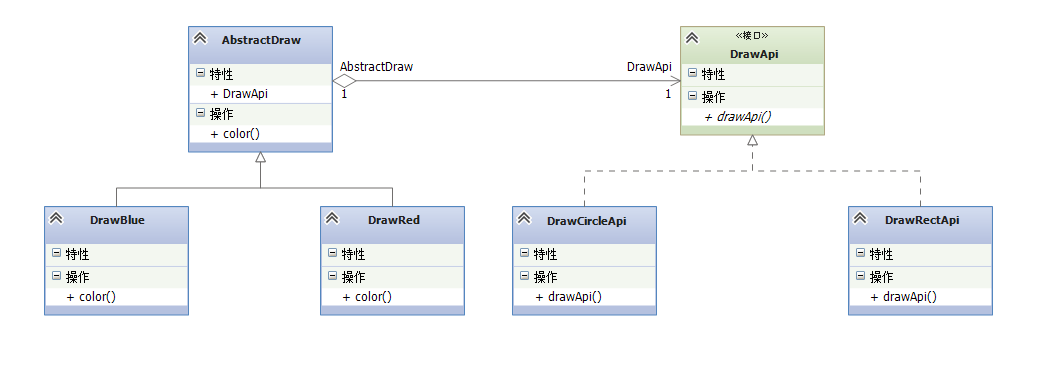 AbstractDraw
特性
+ DrawApi
操作
+ color()
AbstractDraw
1
DrawApi
1
«接口»
DrawApi
特性
操作
+ drawApi()
DrawBlue
特性
操作
+ color()
DrawRed
特性
操作
+ color()
DrawCircleApi
特性
操作
+ drawApi()
DrawRectApi
特性
操作
+ drawApi()